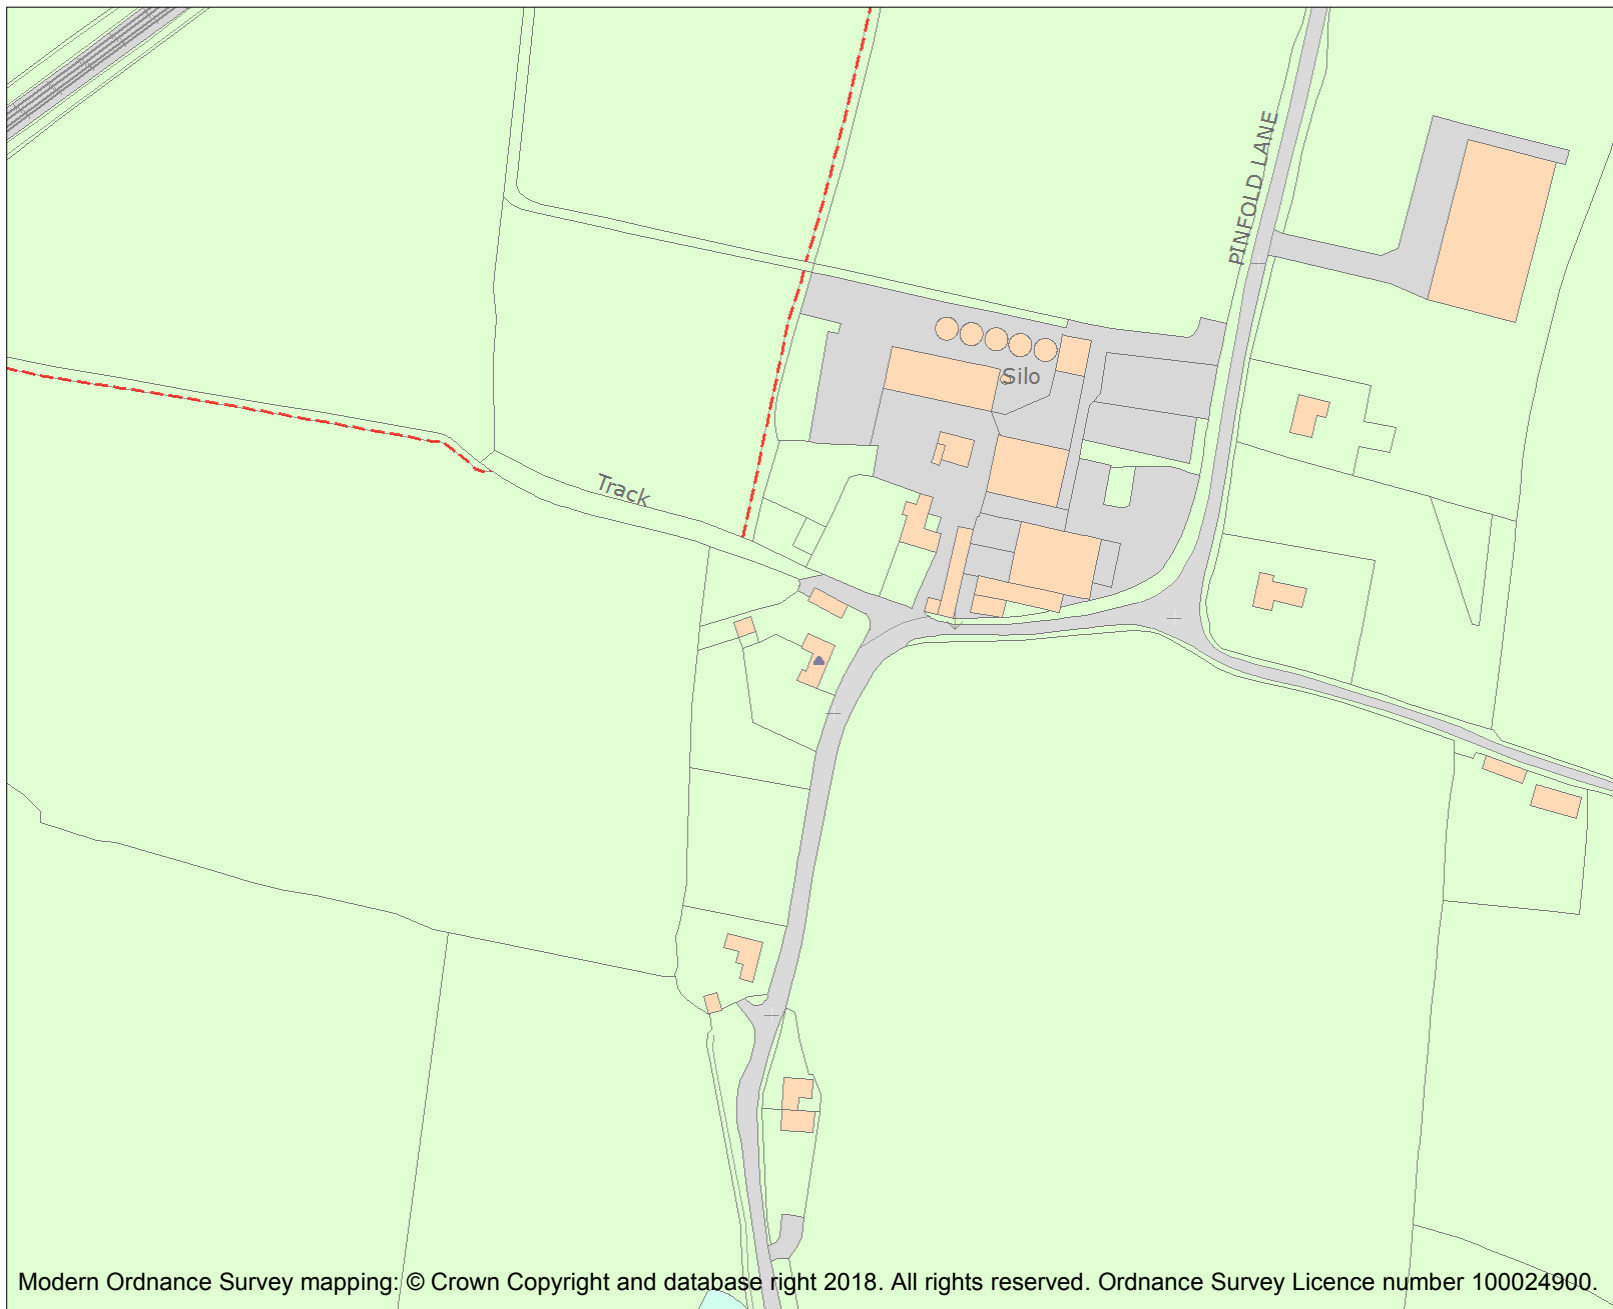 PINFOLD LANE
Silo
Track
Modern Ordnance Survey mapping: © Crown Copyright and database right 2018. All rights reserved. Ordnance Survey Licence number 100024900.